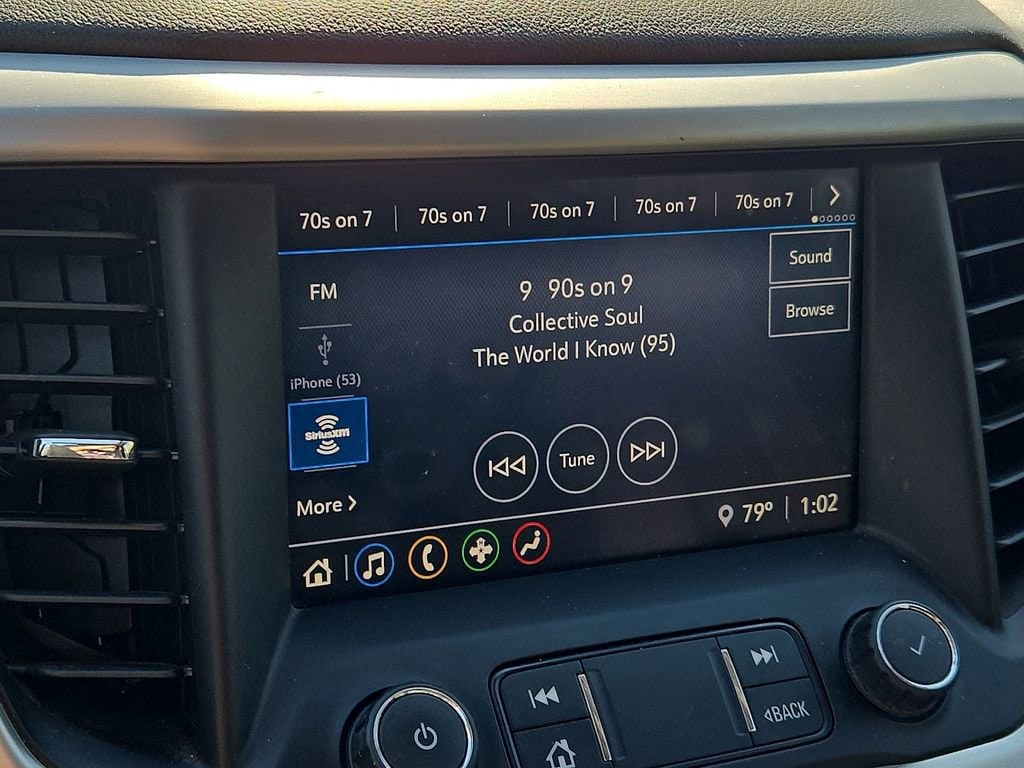 70s on 7 70s on 7 70s on 7 70s on 7 70s on 7
Sound
FM
9 90s on 9
Browse
Collective Soul
The World I Know (95)
iPhone (53)
SiriusXM
Tune
More
79° 1:02
BACK